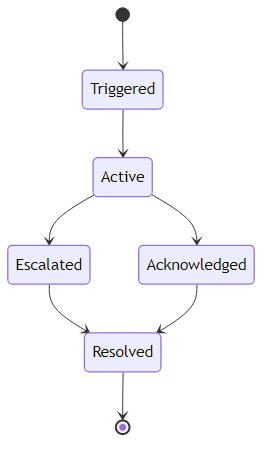 Triggered
Active
Escalated
Acknowledged
Resolved